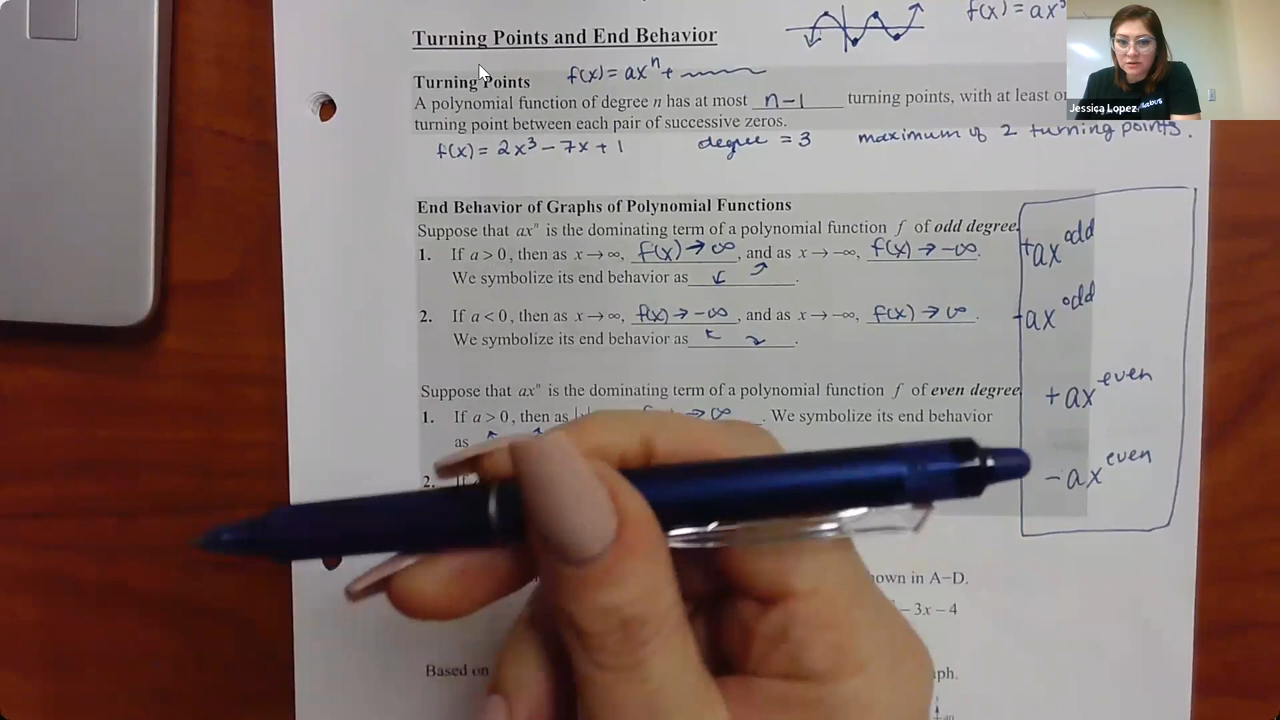 f(x) = ax
Turning Points and End Behavior
Turning Points f(x) = axⁿ +
A polynomial function of degree n has at most n-1 turning points, with at least
turning point between each pair of successive zeros.
f(x) = 2x³ - 7x + 1 degree = 3 maximum of 2 turning points.
Jessica Lopez
End Behavior of Graphs of Polynomial Functions
Suppose that axⁿ is the dominating term of a polynomial function f of odd degree
1. If a > 0, then as x → ∞, f(x) → ∞, and as x → -∞, f(x) → -∞.
We symbolize its end behavior as ↙ ↗.
+ax^odd
2. If a < 0, then as x → ∞, f(x) → -∞, and as x → -∞, f(x) → ∞.
We symbolize its end behavior as ↖ ↘.
-ax^odd
Suppose that axⁿ is the dominating term of a polynomial function f of even degree
1. If a > 0, then as |x| → ∞. We symbolize its end behavior
as
+ax^even
2. If
-ax^even
in A–D.
- 3x - 4
Based on